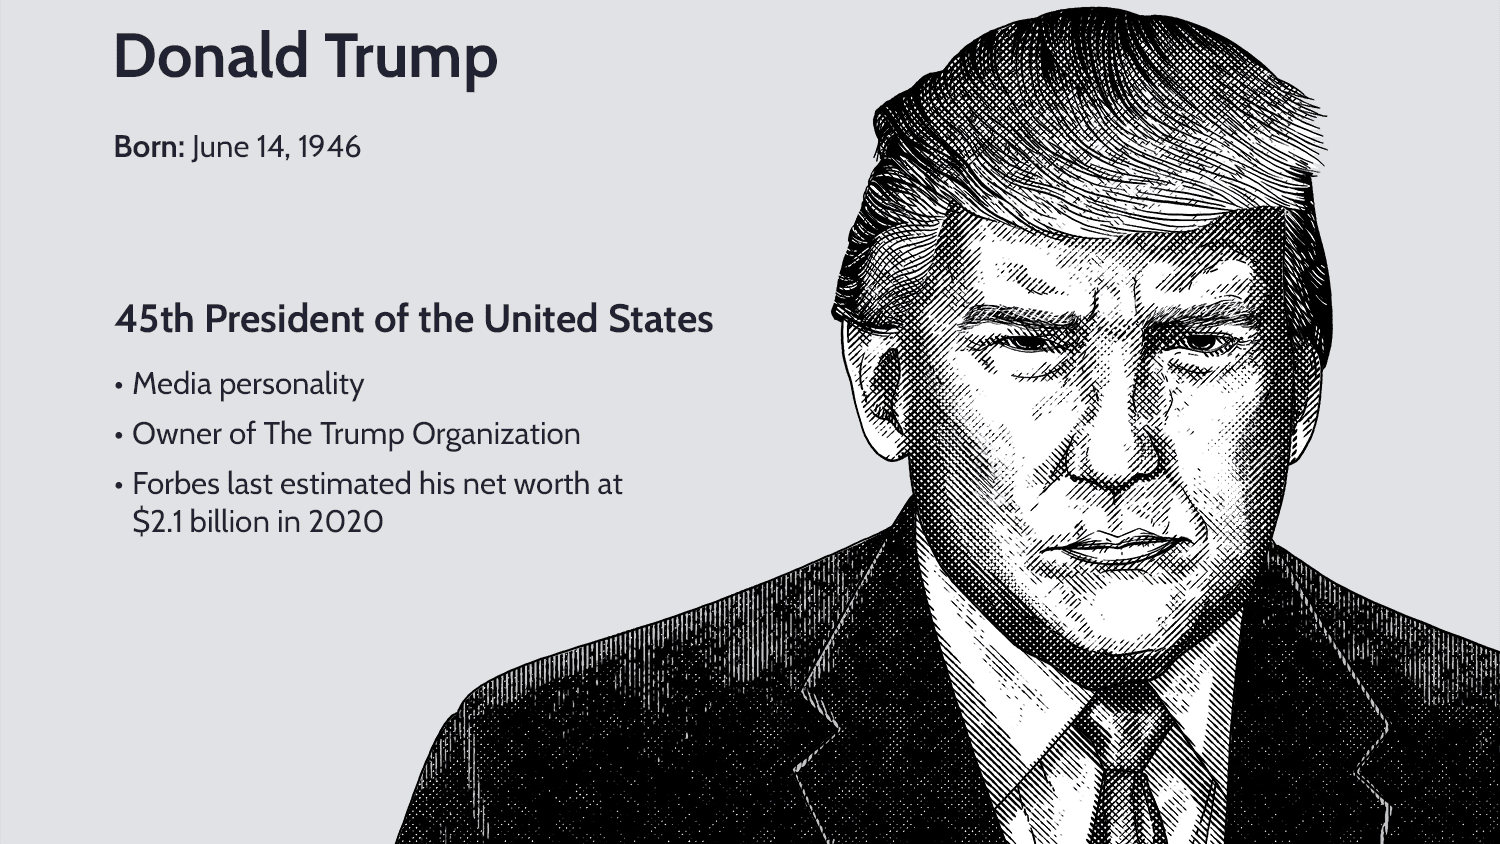 Donald Trump
Born: June 14, 1946
45th President of the United States
• Media personality
• Owner of The Trump Organization
• Forbes last estimated his net worth at
$2.1 billion in 2020